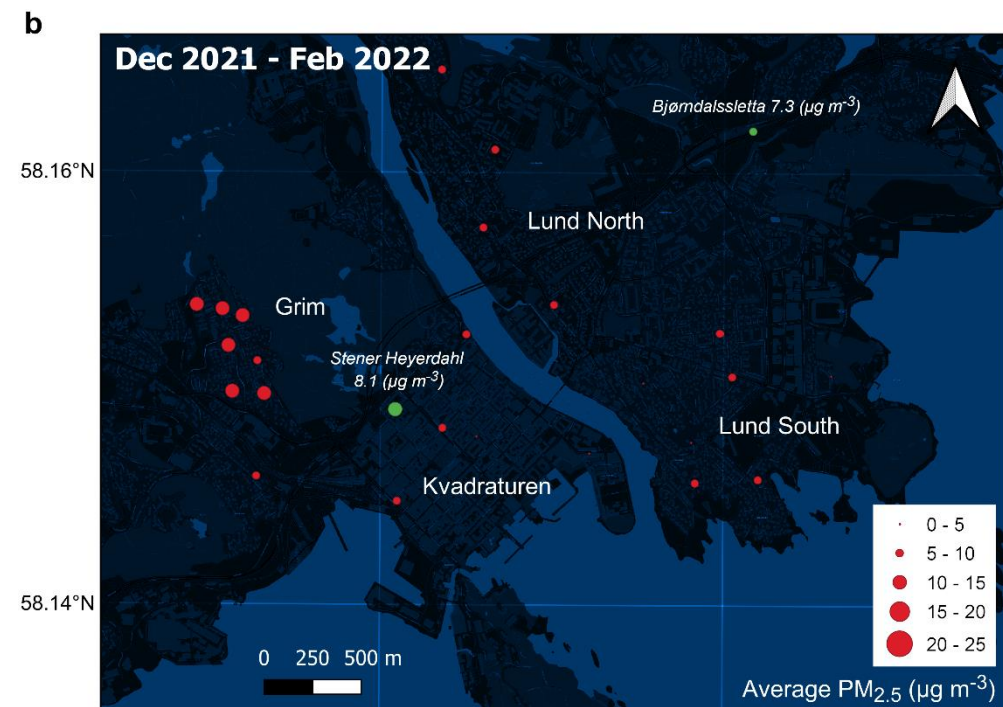 b
Dec 2021 - Feb 2022
Bjørndalssletta 7.3 (µg m⁻³)
58.16°N
Lund North
Grim
Stener Heyerdahl
8.1 (µg m⁻³)
Lund South
Kvadraturen
0 - 5
5 - 10
10 - 15
15 - 20
20 - 25
58.14°N
0 250 500 m
Average PM₂.₅ (µg m⁻³)